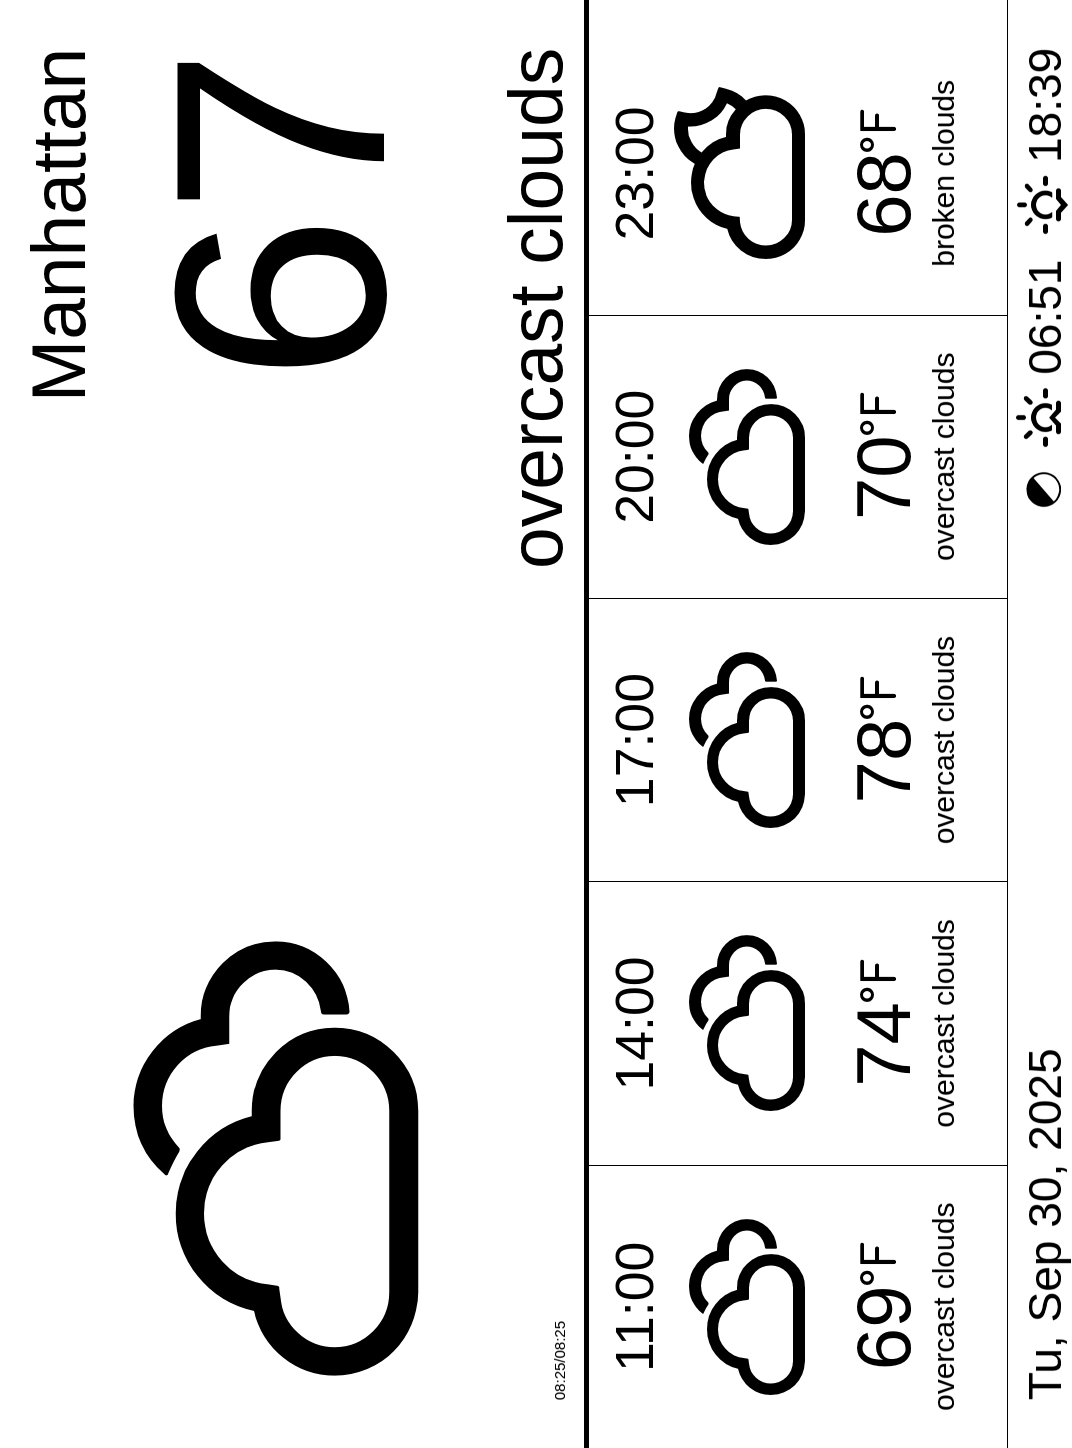 Manhattan
67
overcast clouds
08:25/08:25
11:00 14:00 17:00 20:00 23:00
69°F 74°F 78°F 70°F 68°F
overcast clouds overcast clouds overcast clouds overcast clouds broken clouds
Tu, Sep 30, 2025 06:51 18:39